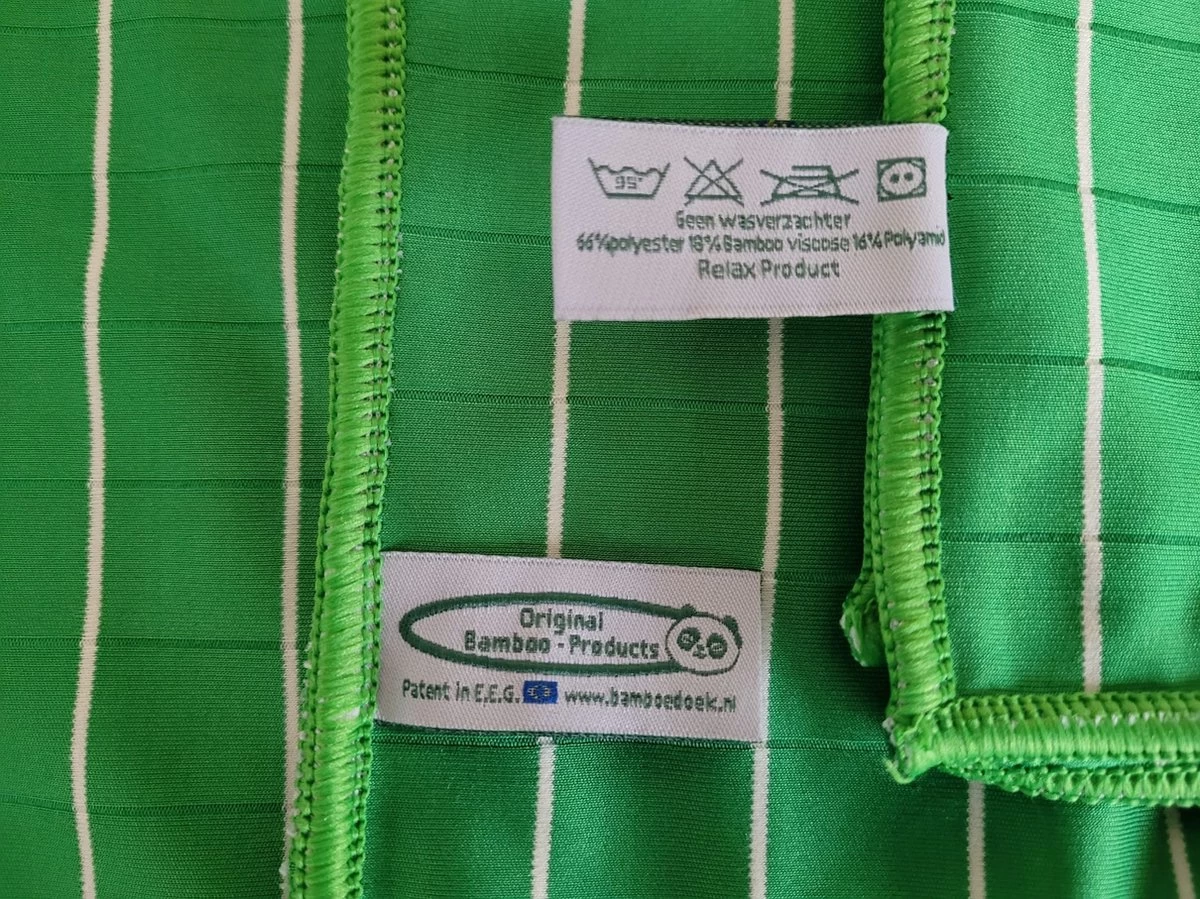 95°
Geen wasverzachter
66%polyester 18% Bamboo viscose 16% Polyamid
Relax Product
Original
Bamboo - Products
Patent in E.E.G. www.bamboedoek.nl